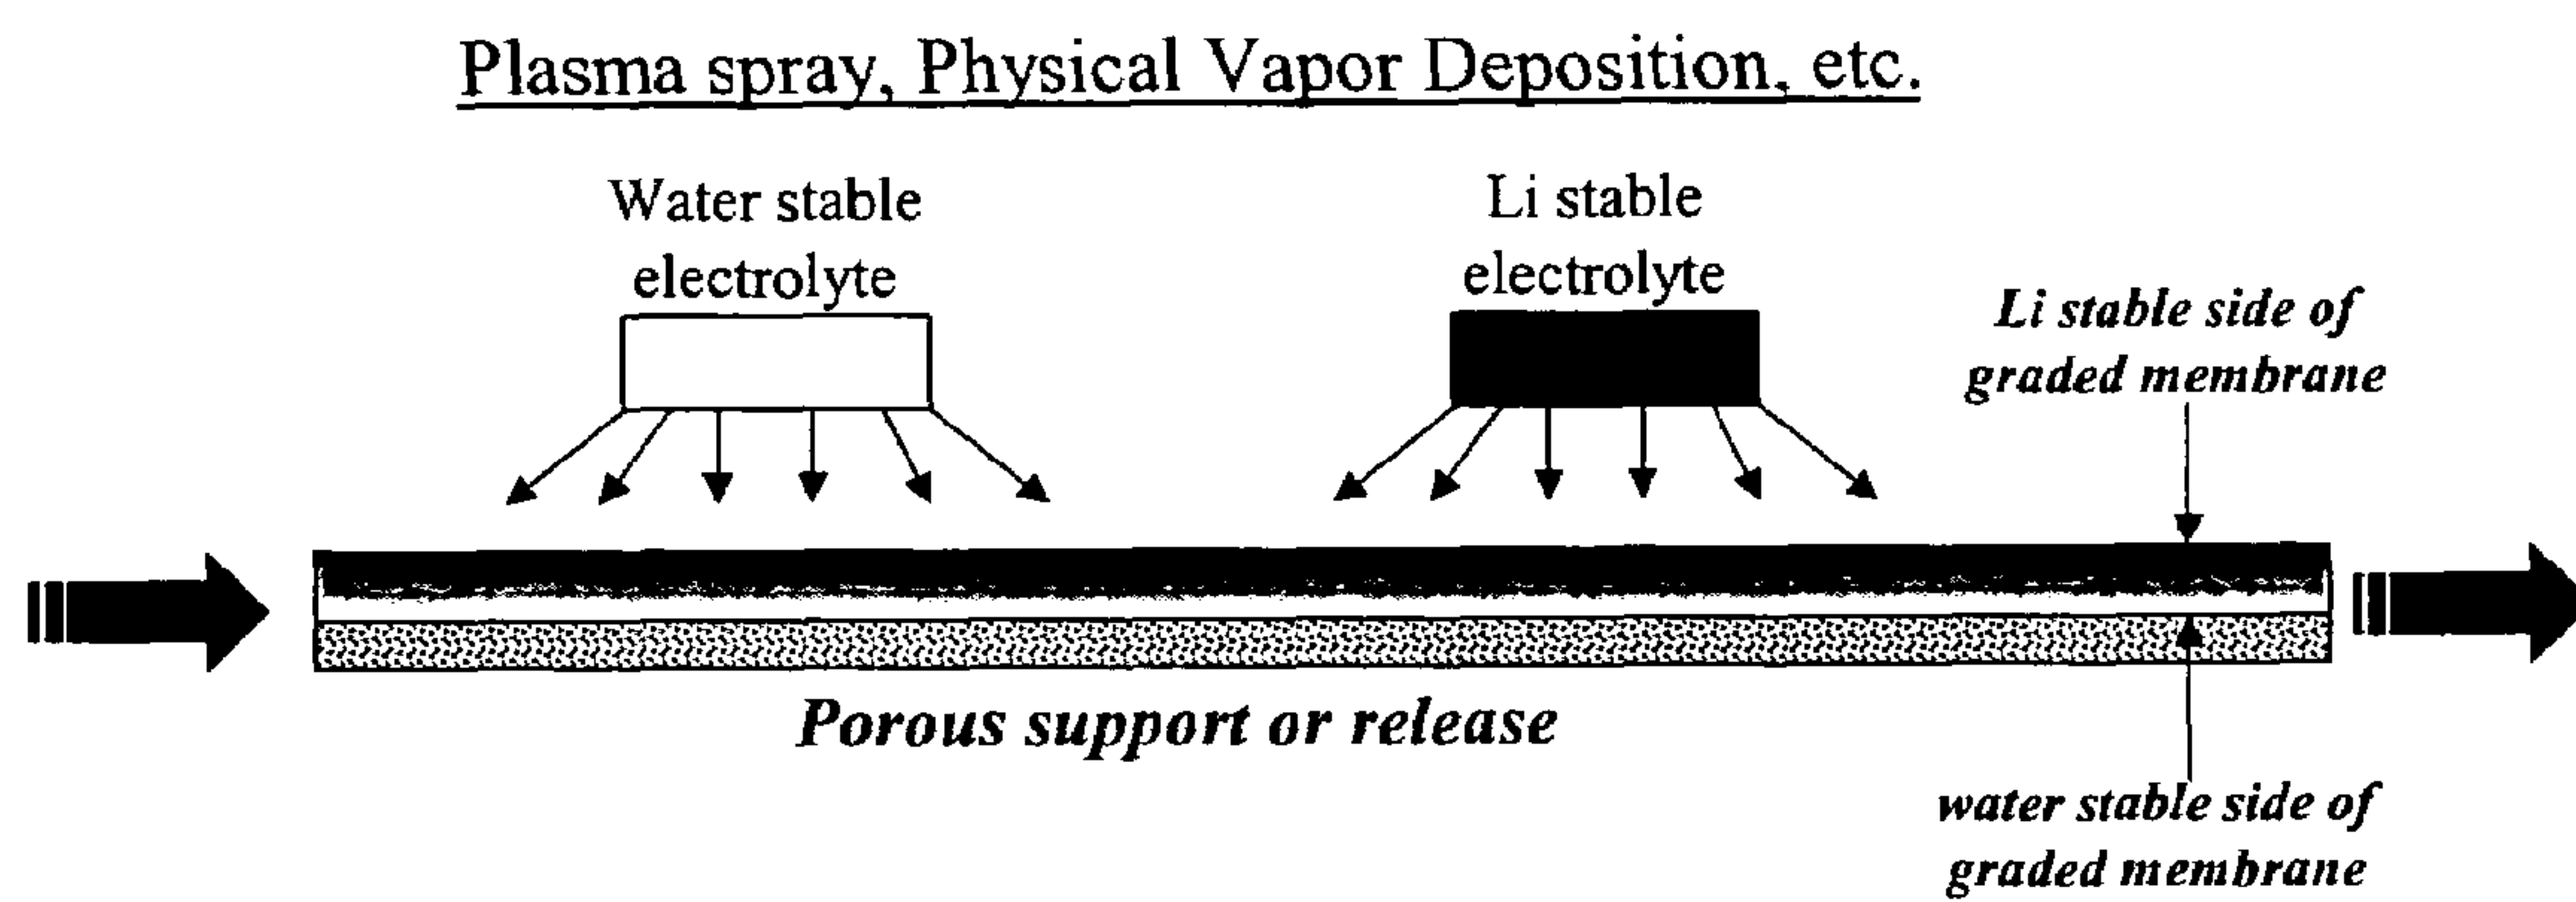 Plasma spray, Physical Vapor Deposition, etc.
Water stable
electrolyte
Li stable
electrolyte
Li stable side of
graded membrane
Porous support or release
water stable side of
graded membrane